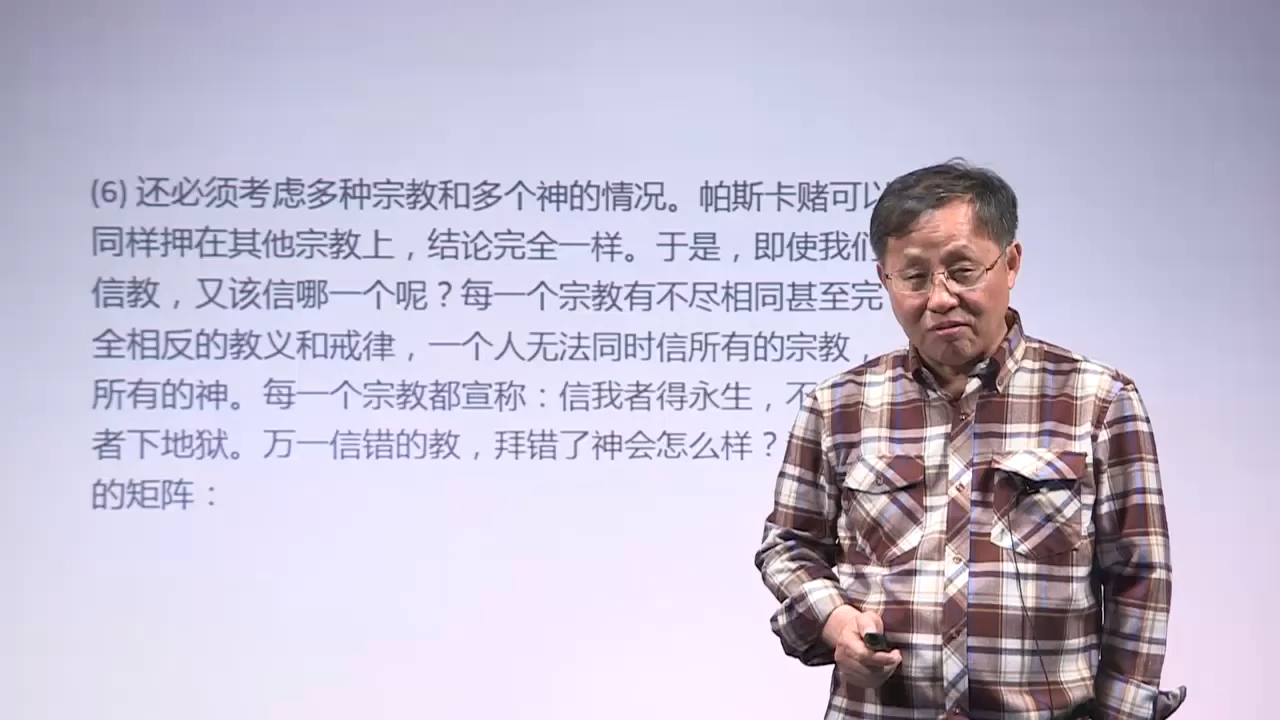 (6) 还必须考虑多种宗教和多个神的情况。帕斯卡赌可以
同样押在其他宗教上，结论完全一样。于是，即使我们
信教，又该信哪一个呢？每一个宗教有不尽相同甚至完
全相反的教义和戒律，一个人无法同时信所有的宗教，
所有的神。每一个宗教都宣称：信我者得永生，不
者下地狱。万一信错的教，拜错了神会怎么样？
的矩阵：